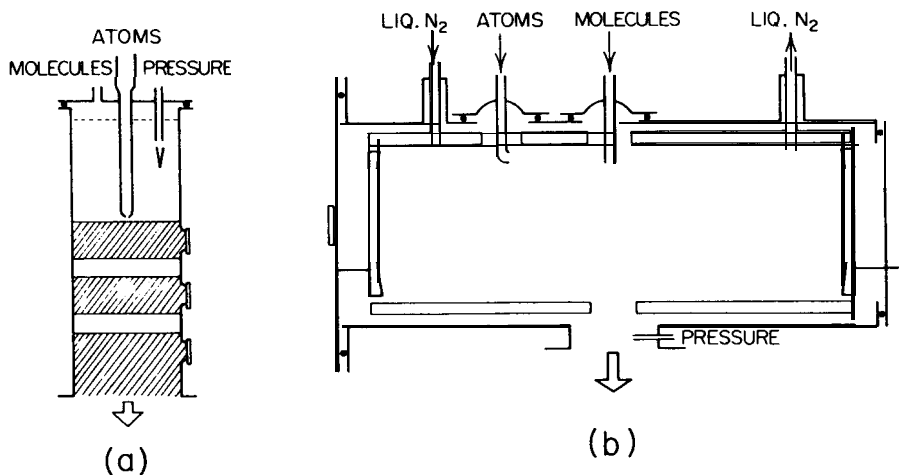 ATOMS
MOLECULES PRESSURE
(a)
LIQ. N₂ ATOMS MOLECULES LIQ. N₂
PRESSURE
(b)